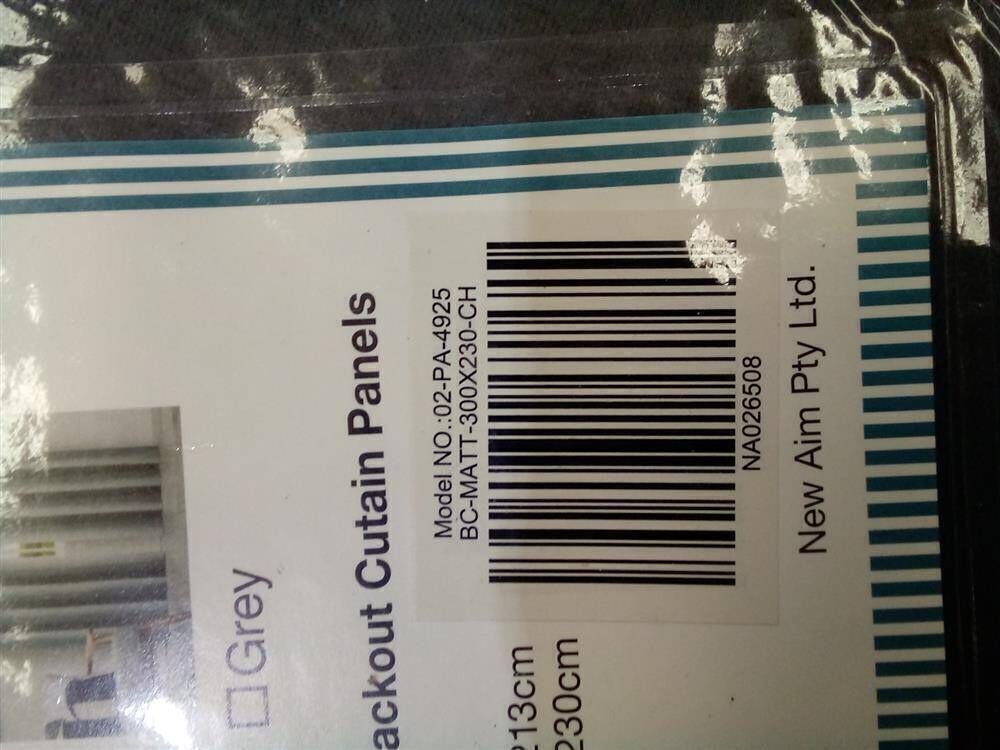 Grey
ackout Cutain Panels
Model NO.:02-PA-4925
BC-MATT-300X230-CH
NA026508
213cm
230cm
New Aim Pty Ltd.